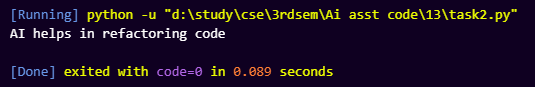 [Running] python -u "d:\study\cse\3rdsem\Ai asst code\13\task2.py"
AI helps in refactoring code
[Done] exited with code=0 in 0.089 seconds